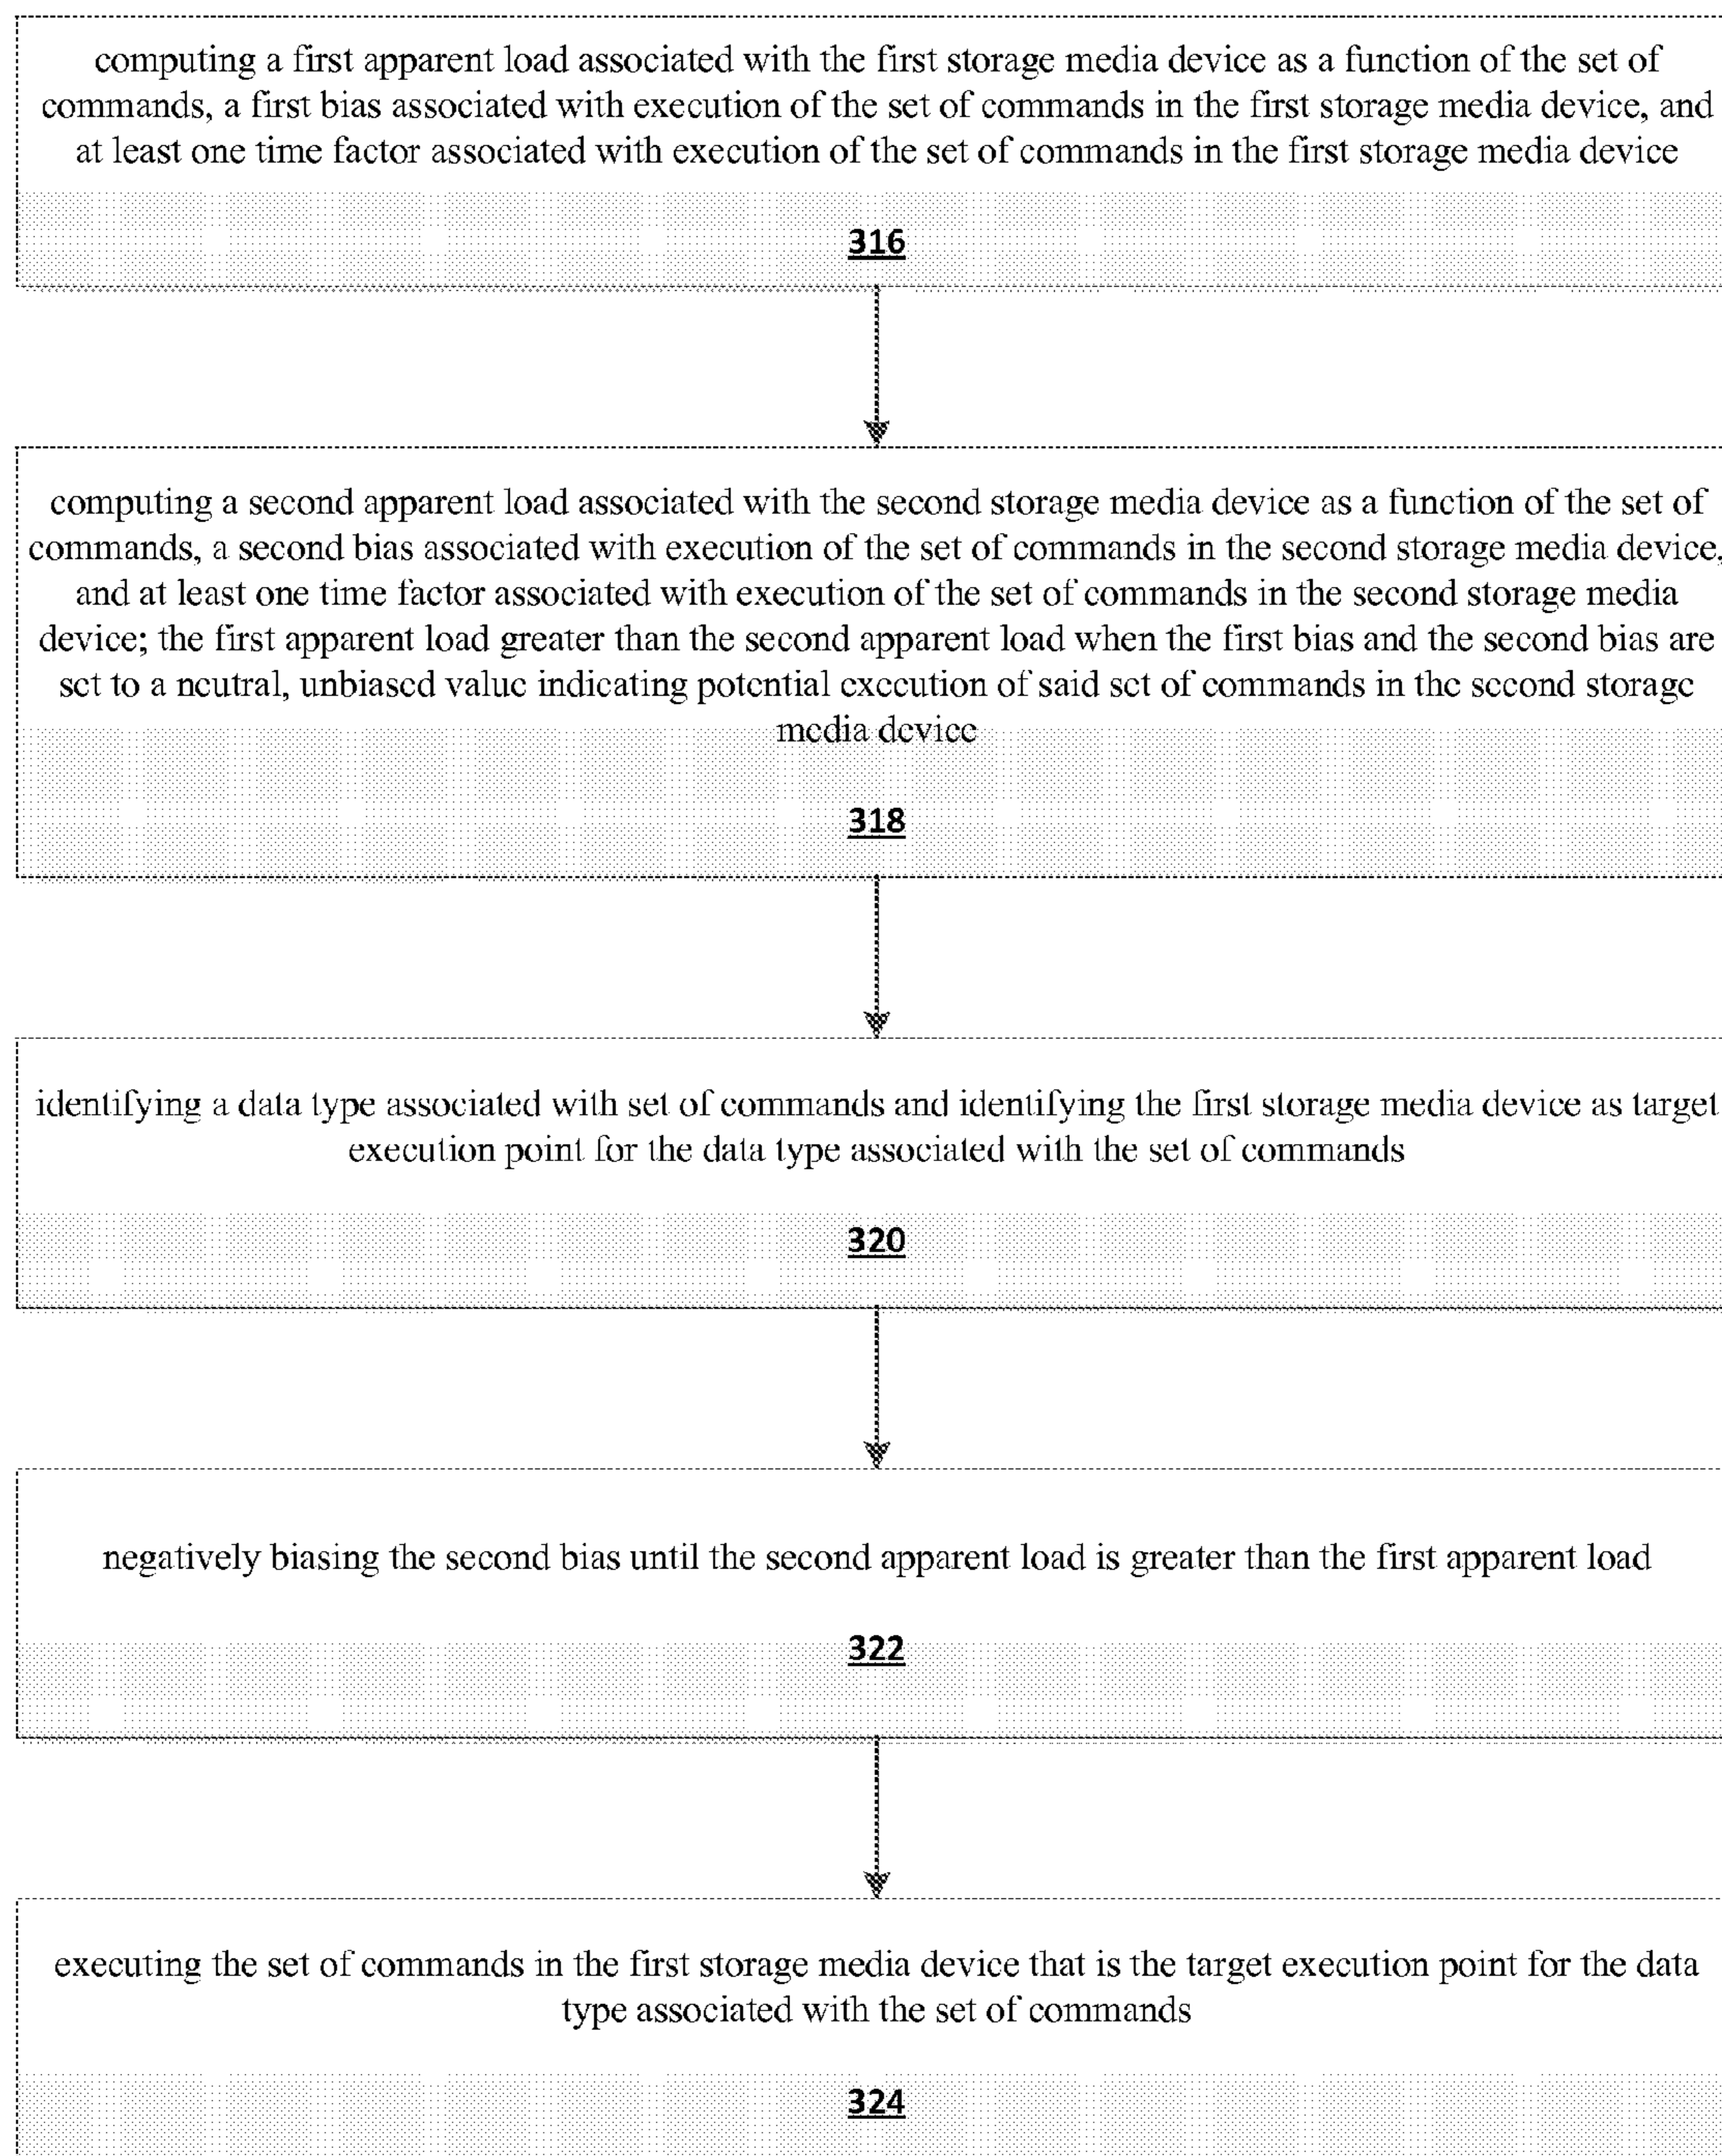 computing a first apparent load associated with the first storage media device as a function of the set of
commands, a first bias associated with execution of the set of commands in the first storage media device, and
at least one time factor associated with execution of the set of commands in the first storage media device
316
computing a second apparent load associated with the second storage media device as a function of the set of
commands, a second bias associated with execution of the set of commands in the second storage media device,
and at least one time factor associated with execution of the set of commands in the second storage media
device; the first apparent load greater than the second apparent load when the first bias and the second bias are
set to a neutral, unbiased value indicating potential execution of said set of commands in the second storage
media device
318
identifying a data type associated with set of commands and identifying the first storage media device as target
execution point for the data type associated with the set of commands
320
negatively biasing the second bias until the second apparent load is greater than the first apparent load
322
executing the set of commands in the first storage media device that is the target execution point for the data
type associated with the set of commands
324